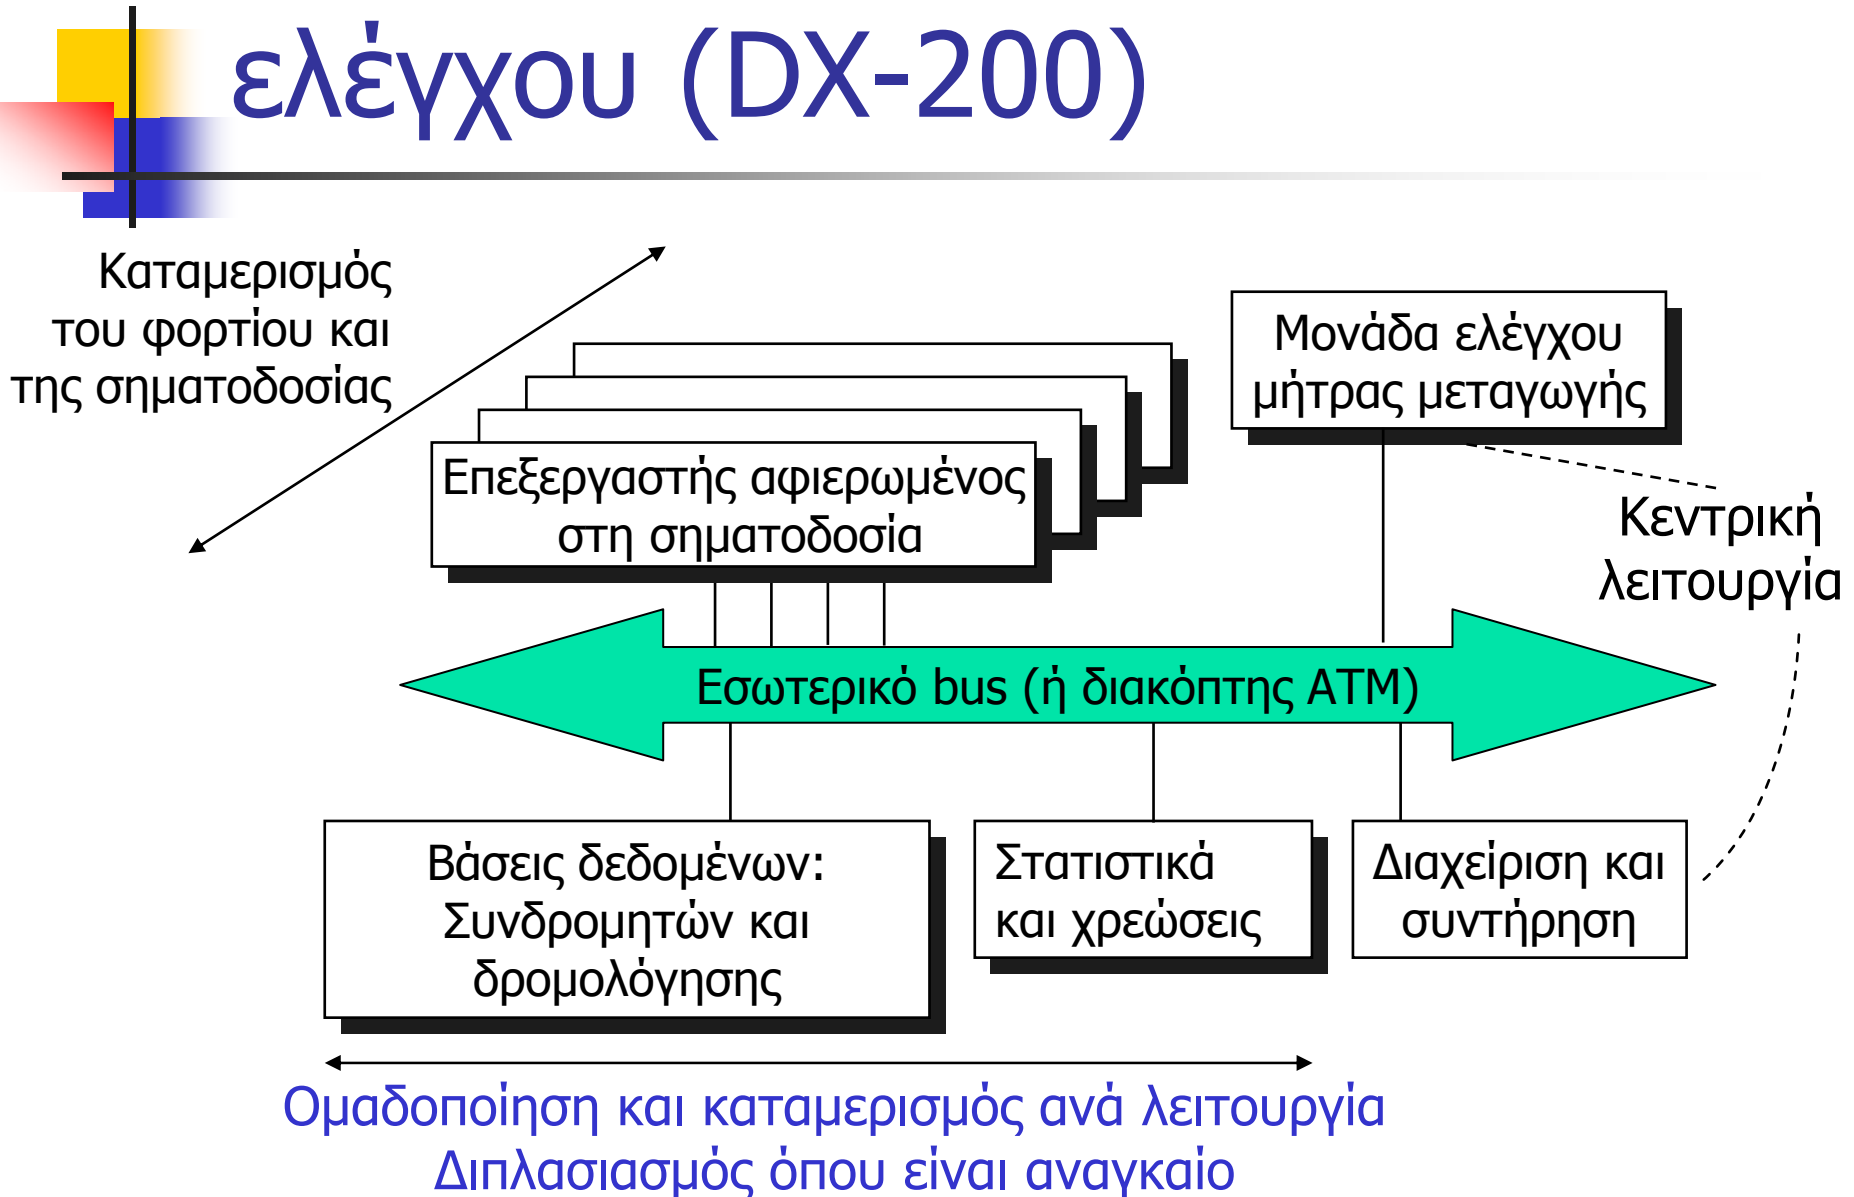 ελέγχου (DX-200)
Καταμερισμός
του φορτίου και
της σηματοδοσίας
Μονάδα ελέγχου
μήτρας μεταγωγής
Επεξεργαστής αφιερωμένος
στη σηματοδοσία
Κεντρική
λειτουργία
Εσωτερικό bus (ή διακόπτης ATM)
Βάσεις δεδομένων:
Συνδρομητών και
δρομολόγησης
Στατιστικά
και χρεώσεις
Διαχείριση και
συντήρηση
Ομαδοποίηση και καταμερισμός ανά λειτουργία
Διπλασιασμός όπου είναι αναγκαίο